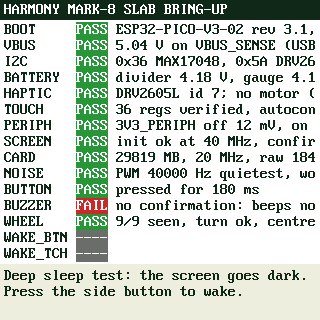 HARMONY MARK-8 SLAB BRING-UP
BOOT PASS ESP32-PICO-V3-02 rev 3.1,
VBUS PASS 5.04 V on VBUS_SENSE (USB
I2C PASS 0x36 MAX17048, 0x5A DRV26
BATTERY PASS divider 4.18 V, gauge 4.1
HAPTIC PASS DRV2605L id 7; no motor (
TOUCH PASS 36 regs verified, autocon
PERIPH PASS 3V3_PERIPH off 12 mV, on
SCREEN PASS init ok at 40 MHz, confir
CARD PASS 29819 MB, 20 MHz, raw 184
NOISE PASS PWM 40000 Hz quietest, wo
BUTTON PASS pressed for 180 ms
BUZZER FAIL no confirmation: beeps no
WHEEL PASS 9/9 seen, turn ok, centre
WAKE_BTN ----
WAKE_TCH ----
Deep sleep test: the screen goes dark.
Press the side button to wake.